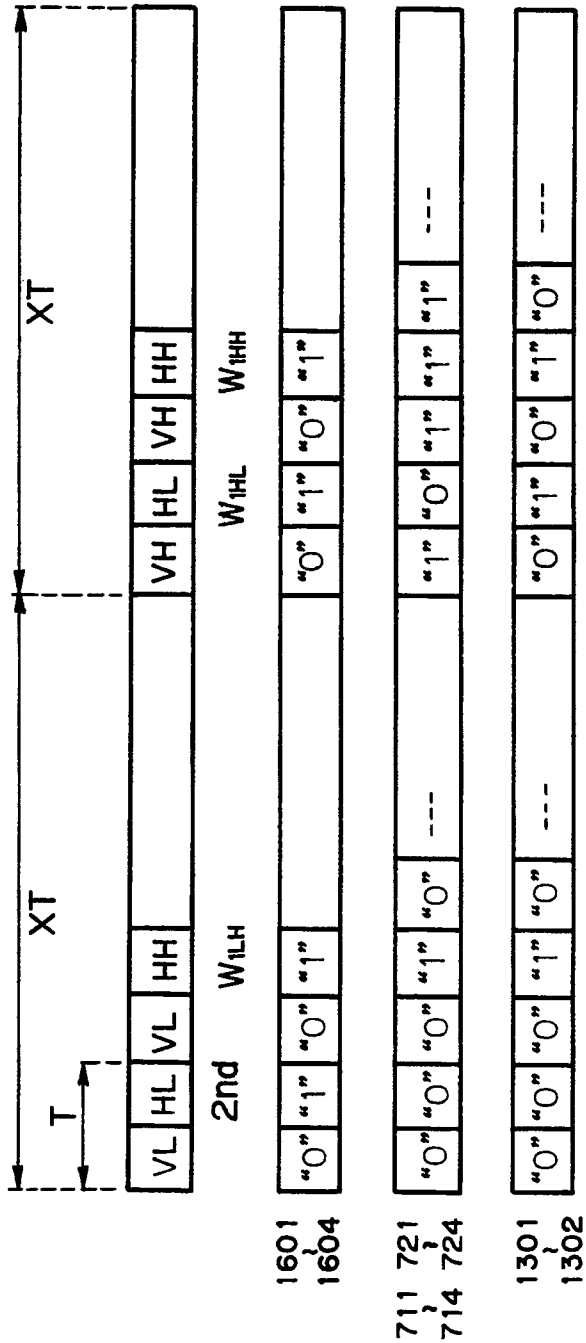 XT XT
T
VL HL VL HH VH HL VH HH
2nd W1LH W1HL W1HH
1601 ~ 1604 “0” “1” “0” “1” “0” “1” “0” “1”
711 ~ 714 721 ~ 724 “0” “0” “0” “1” “0” --- “1” “0” “1” “1” “1” ---
1301 ~ 1302 “0” “0” “0” “1” “0” --- “0” “1” “0” “1” “0” ---